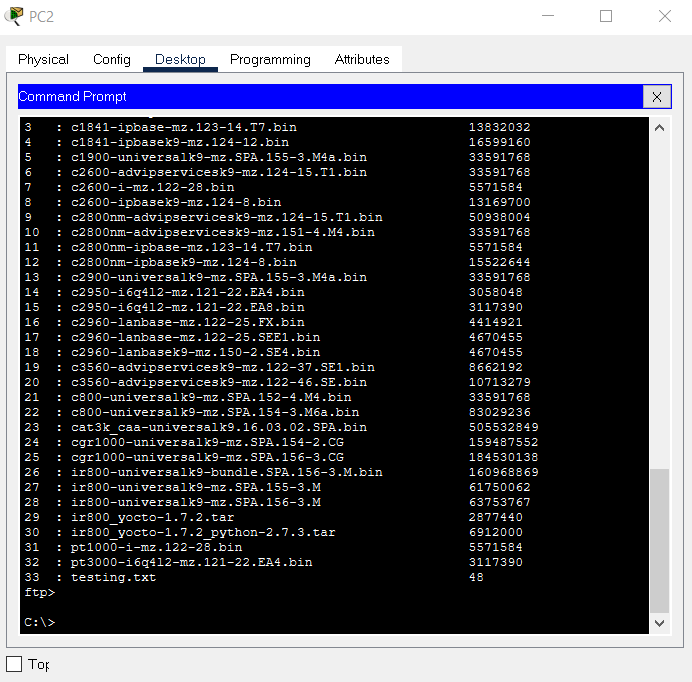 PC2
Physical Config Desktop Programming Attributes
Command Prompt
X
3 : c1841-ipbase-mz.123-14.T7.bin 13832032
4 : c1841-ipbasek9-mz.124-12.bin 16599160
5 : c1900-universalk9-mz.SPA.155-3.M4a.bin 33591768
6 : c2600-advipservicesk9-mz.124-15.T1.bin 33591768
7 : c2600-i-mz.122-28.bin 5571584
8 : c2600-ipbasek9-mz.124-8.bin 13169700
9 : c2800nm-advipservicesk9-mz.124-15.T1.bin 50938004
10 : c2800nm-advipservicesk9-mz.151-4.M4.bin 33591768
11 : c2800nm-ipbase-mz.123-14.T7.bin 5571584
12 : c2800nm-ipbasek9-mz.124-8.bin 15522644
13 : c2900-universalk9-mz.SPA.155-3.M4a.bin 33591768
14 : c2950-i6q4l2-mz.121-22.EA4.bin 3058048
15 : c2950-i6q4l2-mz.121-22.EA8.bin 3117390
16 : c2960-lanbase-mz.122-25.FX.bin 4414921
17 : c2960-lanbase-mz.122-25.SEE1.bin 4670455
18 : c2960-lanbasek9-mz.150-2.SE4.bin 4670455
19 : c3560-advipservicesk9-mz.122-37.SE1.bin 8662192
20 : c3560-advipservicesk9-mz.122-46.SE.bin 10713279
21 : c800-universalk9-mz.SPA.152-4.M4.bin 33591768
22 : c800-universalk9-mz.SPA.154-3.M6a.bin 83029236
23 : cat3k_caa-universalk9.16.03.02.SPA.bin 505532849
24 : cgr1000-universalk9-mz.SPA.154-2.CG 159487552
25 : cgr1000-universalk9-mz.SPA.156-3.CG 184530138
26 : ir800-universalk9-bundle.SPA.156-3.M.bin 160968869
27 : ir800-universalk9-mz.SPA.155-3.M 61750062
28 : ir800-universalk9-mz.SPA.156-3.M 63753767
29 : ir800_yocto-1.7.2.tar 2877440
30 : ir800_yocto-1.7.2_python-2.7.3.tar 6912000
31 : pt1000-i-mz.122-28.bin 5571584
32 : pt3000-i6q4l2-mz.121-22.EA4.bin 3117390
33 : testing.txt 48
ftp>
C:\>
Top